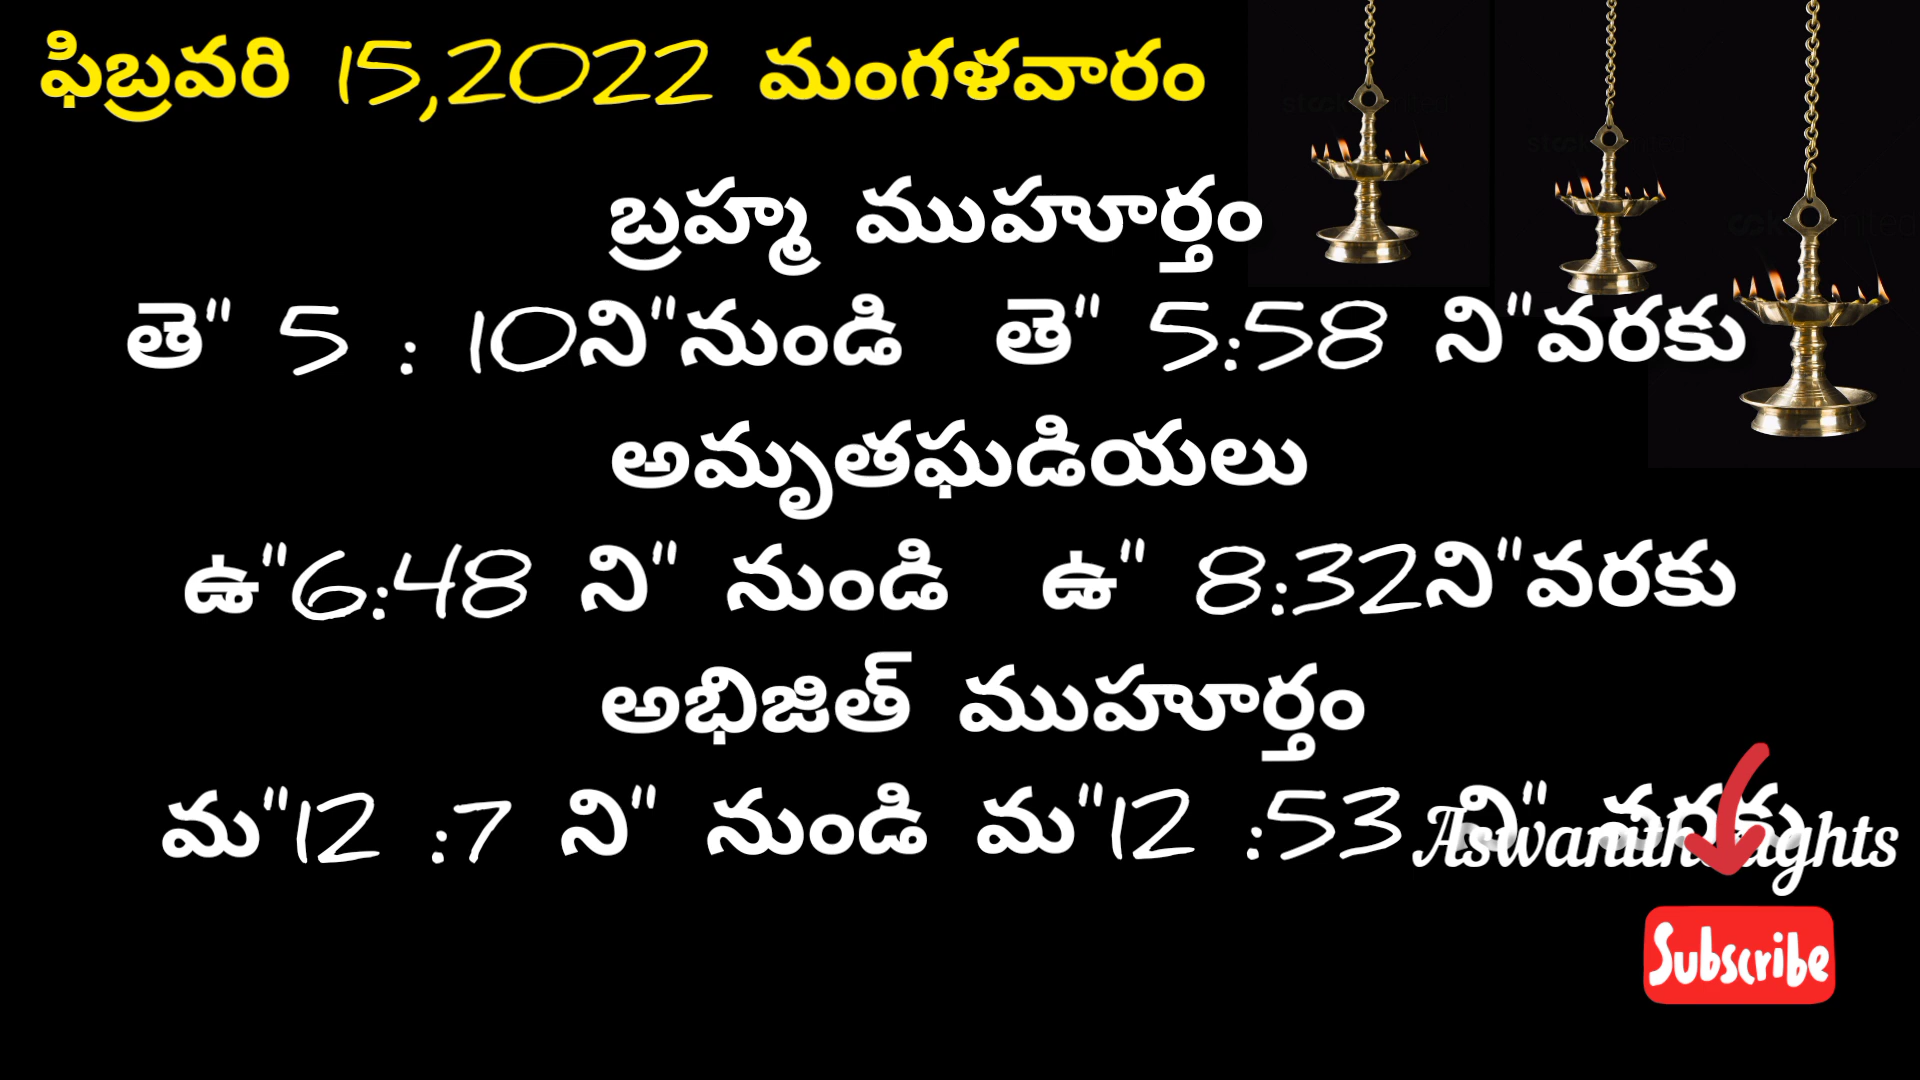 ఫిబ్రవరి 15,2022 మంగళవారం
బ్రహ్మ ముహూర్తం
తె" 5 : 10ని"నుండి తె" 5:58 ని"వరకు
అమృతఘడియలు
ఉ"6:48 ని" నుండి ఉ" 8:32ని"వరకు
అభిజిత్ ముహూర్తం
మ"12 :7 ని" నుండి మ"12 :53 ని" వరకు
Subscribe